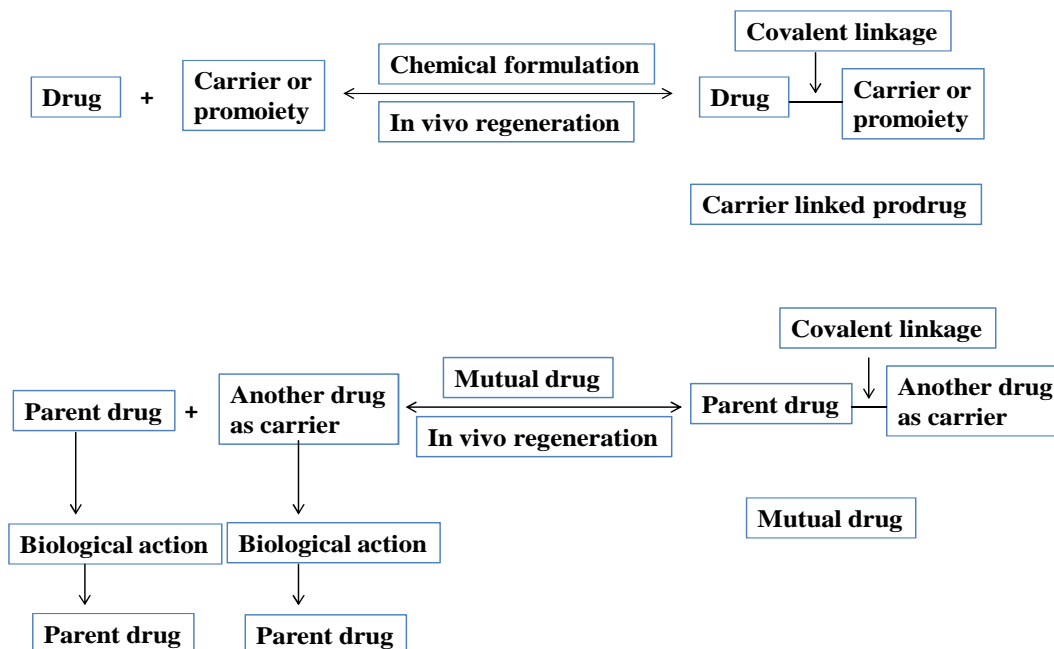 Covalent linkage
Drug
+
Carrier or
promoiety
Chemical formulation
In vivo regeneration
Drug
Carrier or
promoiety
Carrier linked prodrug
Covalent linkage
Parent drug
+
Another drug
as carrier
Mutual drug
In vivo regeneration
Parent drug
Another drug
as carrier
Mutual drug
Biological action
Biological action
Parent drug
Parent drug